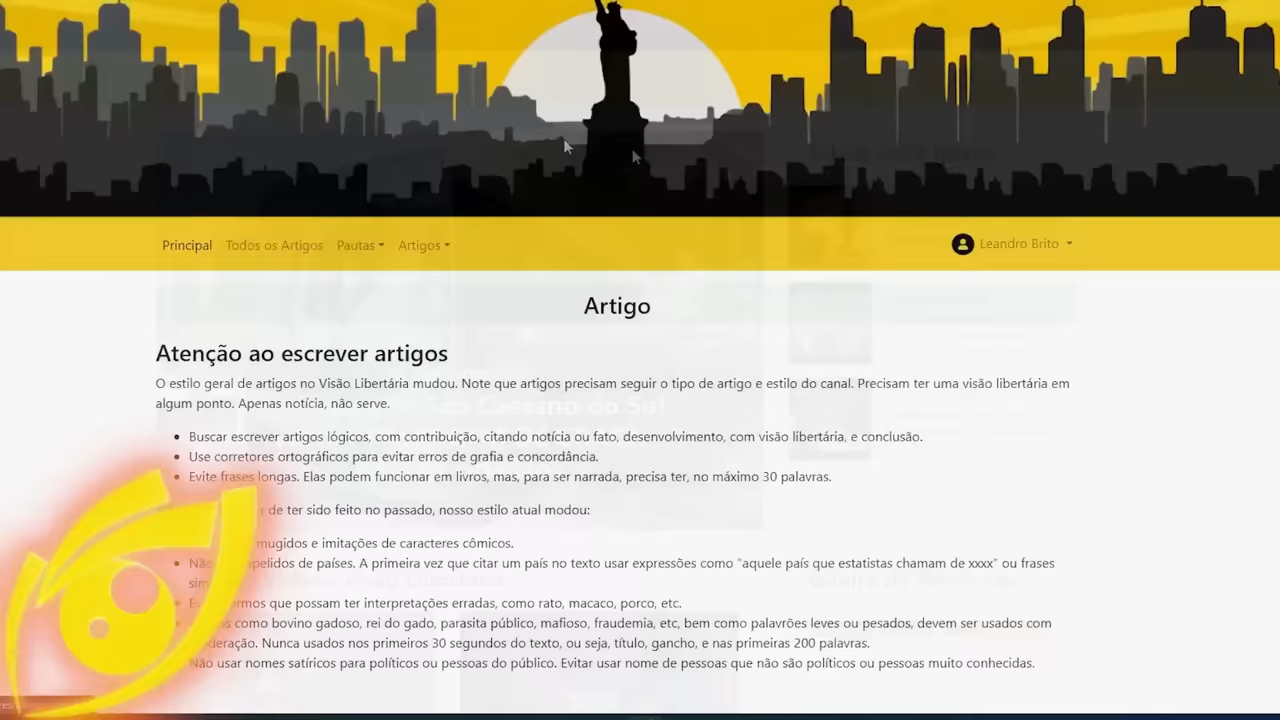 Principal Todos os Artigos Pautas Artigos Leandro Brito
Artigo
Atenção ao escrever artigos
O estilo geral de artigos no Visão Libertária mudou. Note que artigos precisam seguir o tipo de artigo e estilo do canal. Precisam ter uma visão libertária em
algum ponto. Apenas notícia, não serve.
Buscar escrever artigos lógicos, com contribuição, citando notícia ou fato, desenvolvimento, com visão libertária, e conclusão.
Use corretores ortográficos para evitar erros de grafia e concordância.
Evite frases longas. Elas podem funcionar em livros, mas, para ser narrada, precisa ter, no máximo 30 palavras.
de ter sido feito no passado, nosso estilo atual modou:
mugidos e imitações de caracteres cômicos.
apelidos de países. A primeira vez que citar um país no texto usar expressões como "aquele país que estatistas chamam de xxxx" ou frases
que possam ter interpretações erradas, como rato, macaco, porco, etc.
como bovino gadoso, rei do gado, parasita público, mafioso, fraudemia, etc, bem como palavrões leves ou pesados, devem ser usados com
Nunca usados nos primeiros 30 segundos do texto, ou seja, título, gancho, e nas primeiras 200 palavras.
Não usar nomes satíricos para políticos ou pessoas do público. Evitar usar nome de pessoas que não são políticos ou pessoas muito conhecidas.
São Caetano do Sul